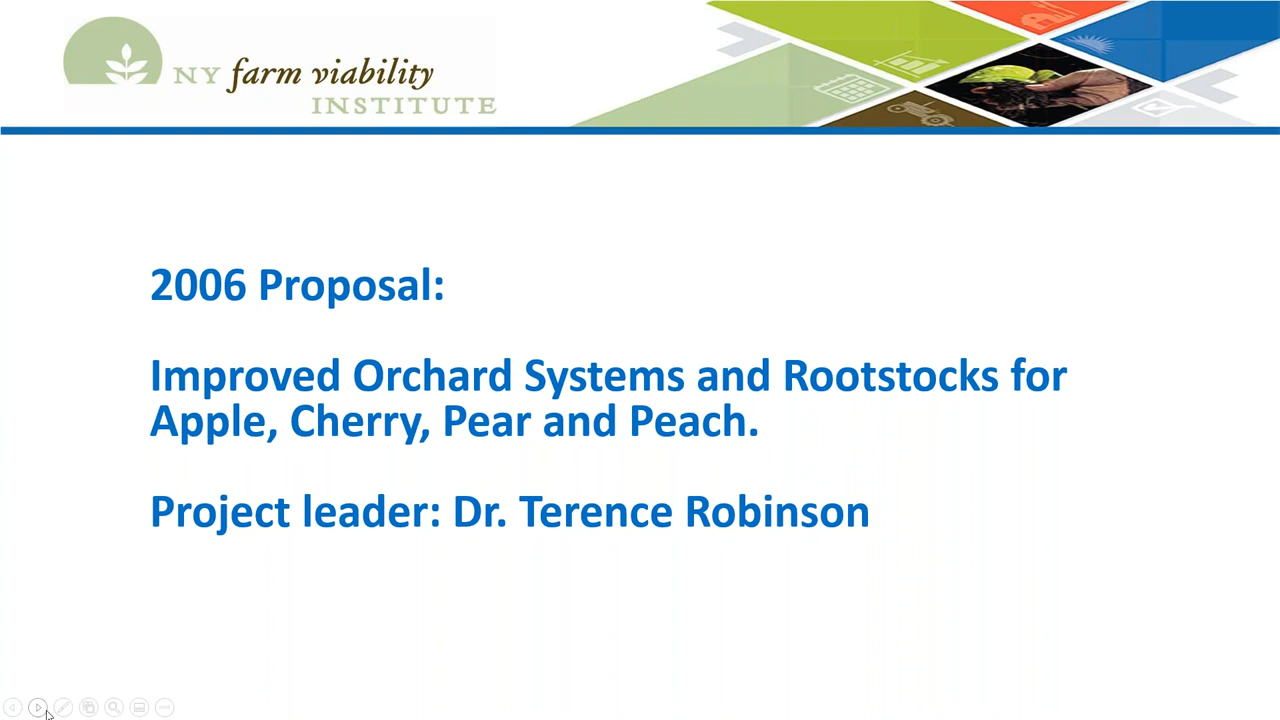 NY farm viability
INSTITUTE
2006 Proposal:
Improved Orchard Systems and Rootstocks for
Apple, Cherry, Pear and Peach.
Project leader: Dr. Terence Robinson